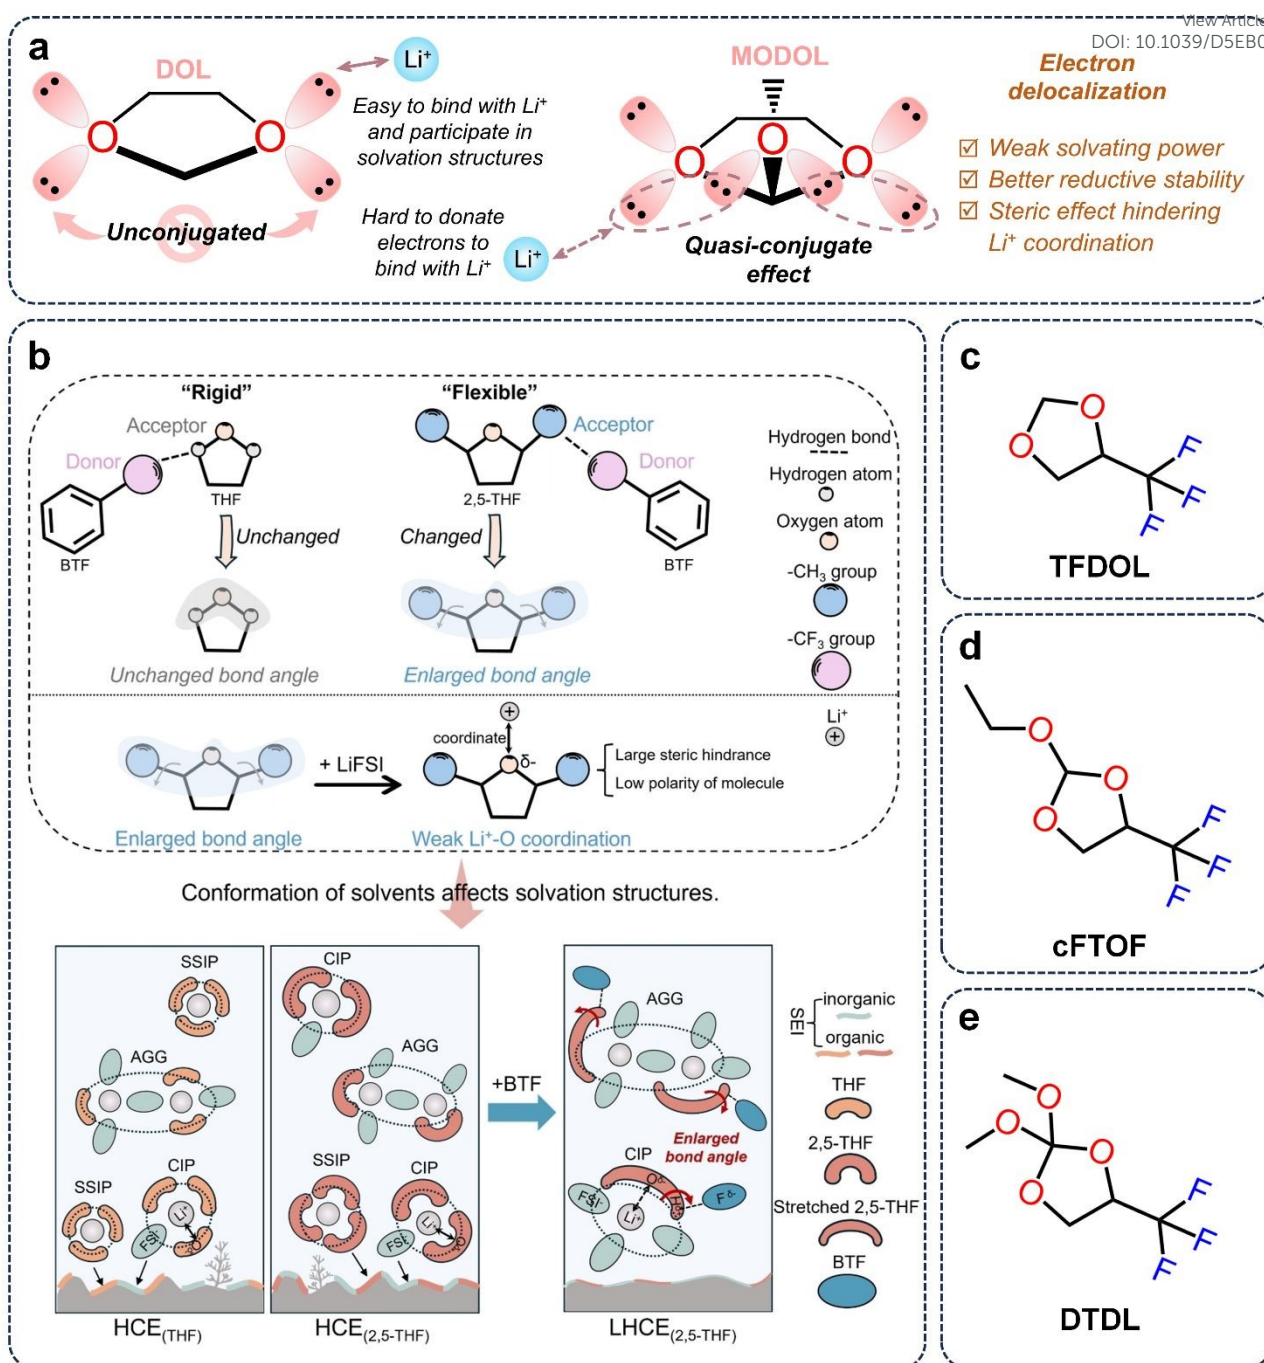 View Article
DOI: 10.1039/D5EB0
a
DOL
Li⁺
Easy to bind with Li⁺
and participate in
solvation structures
O
O
Unconjugated
Hard to donate
electrons to
bind with Li⁺
Li⁺
MODOL
O
O
O
Quasi-conjugate
effect
Electron
delocalization
☑ Weak solvating power
☑ Better reductive stability
☑ Steric effect hindering
Li⁺ coordination
b
"Rigid"
Acceptor
Donor
THF
BTF
Unchanged
Unchanged bond angle
"Flexible"
Acceptor
Donor
2,5-THF
BTF
Changed
Enlarged bond angle
Hydrogen bond
Hydrogen atom
Oxygen atom
-CH₃ group
-CF₃ group
Li⁺
+
Enlarged bond angle
+ LiFSI
+
coordinate
δ-
Large steric hindrance
Low polarity of molecule
Weak Li⁺-O coordination
Conformation of solvents affects solvation structures.
SSIP
AGG
SSIP
CIP
Li⁺
FSI⁻
HCE(THF)
CIP
AGG
SSIP
CIP
Li⁺
FSI⁻
HCE(2,5-THF)
+BTF
AGG
Enlarged
bond angle
CIP
Li⁺
Oδ-
Fδ-
LHCE(2,5-THF)
SEI
inorganic
organic
THF
2,5-THF
Stretched 2,5-THF
BTF
c
O
O
F
F
F
TFDOL
d
O
O
O
F
F
F
cFTOF
e
O
O
O
O
F
F
F
DTDL